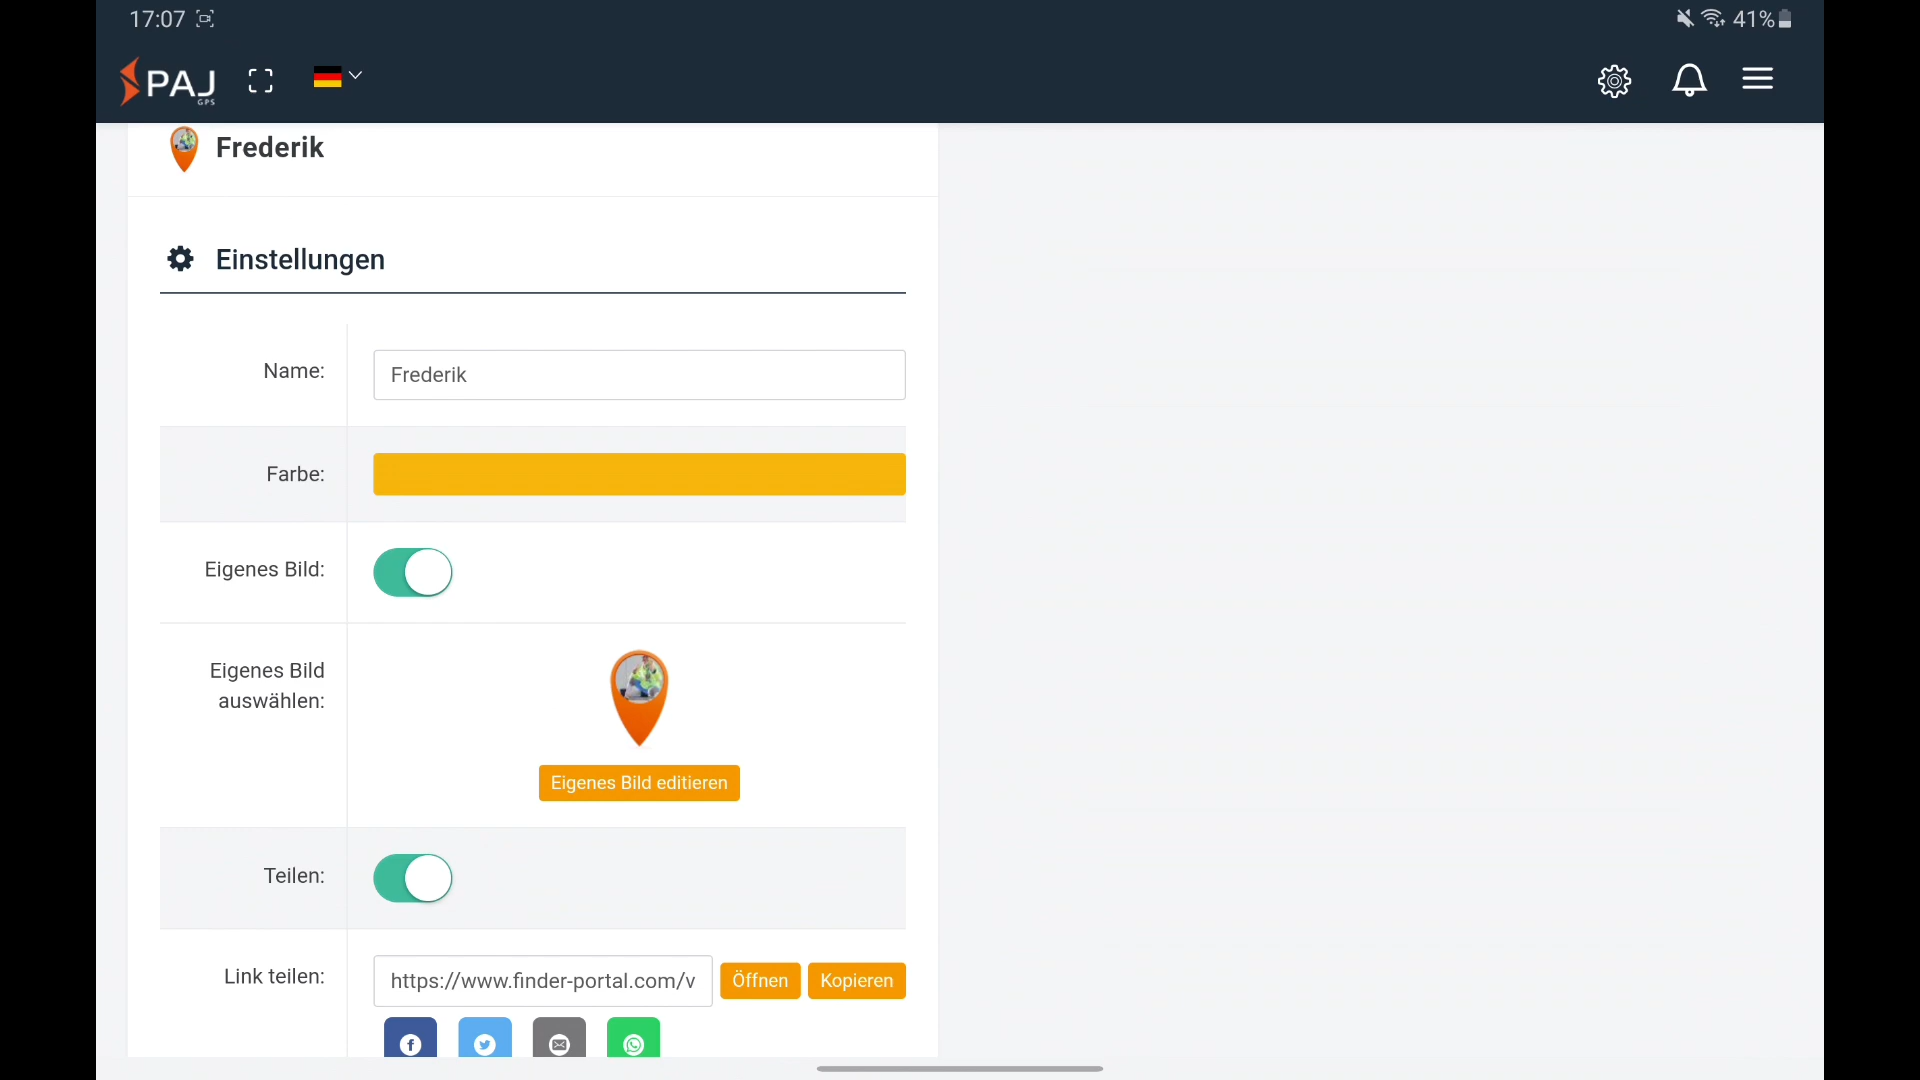 17:07
41%
PAJ
GPS
Frederik
Einstellungen
Name:
Frederik
Farbe:
Eigenes Bild:
Eigenes Bild
auswählen:
Eigenes Bild editieren
Teilen:
Link teilen:
https://www.finder-portal.com/v
Öffnen
Kopieren